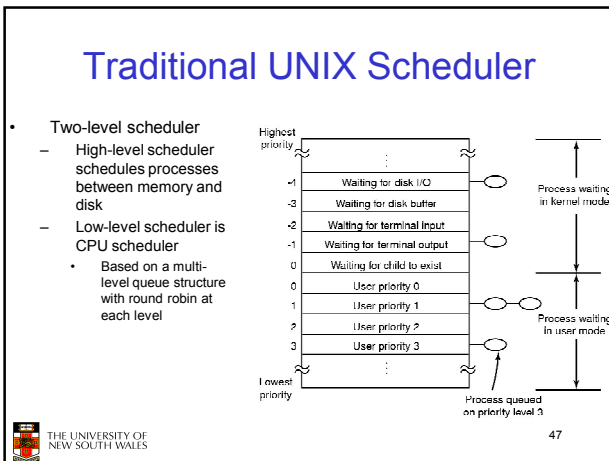 Traditional UNIX Scheduler
• Two-level scheduler
– High-level scheduler
schedules processes
between memory and
disk
– Low-level scheduler is
CPU scheduler
• Based on a multi-
level queue structure
with round robin at
each level
Highest
priority
-4 Waiting for disk I/O
-3 Waiting for disk buffer
-2 Waiting for terminal input
-1 Waiting for terminal output
0 Waiting for child to exist
0 User priority 0
1 User priority 1
2 User priority 2
3 User priority 3
Lowest
priority
Process waiting
in kernel mode
Process waiting
in user mode
Process queued
on priority level 3
THE UNIVERSITY OF
NEW SOUTH WALES
47